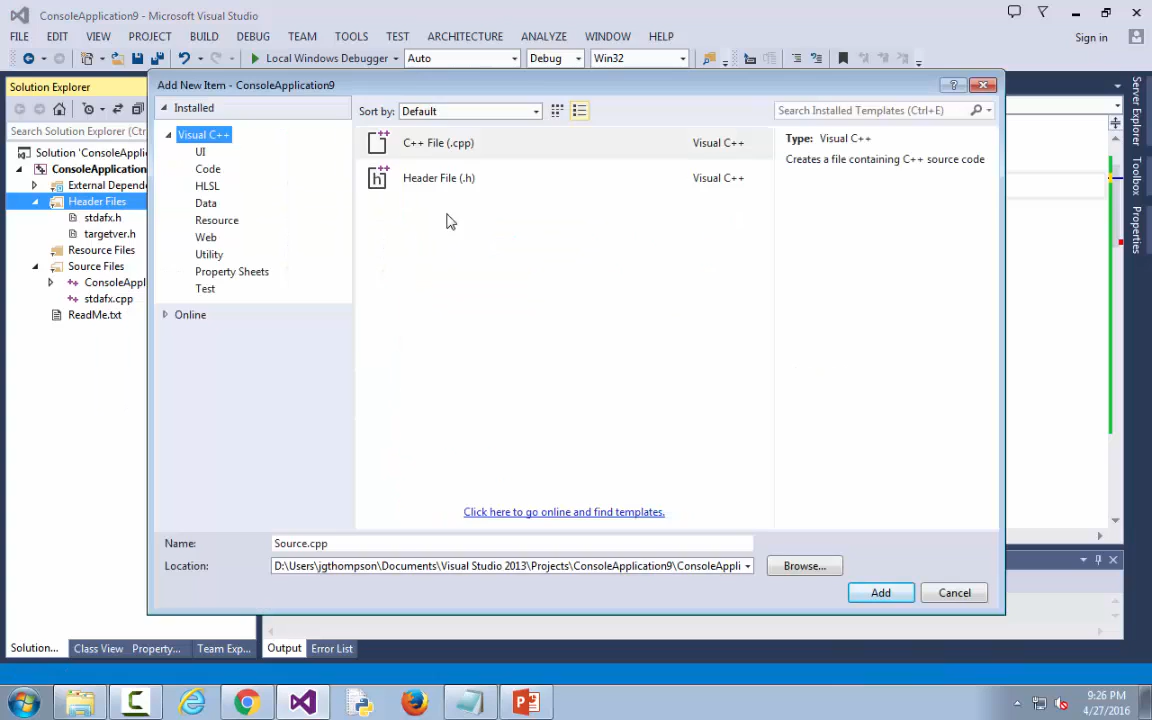 ConsoleApplication9 - Microsoft Visual Studio
FILE EDIT VIEW PROJECT BUILD DEBUG TEAM TOOLS TEST ARCHITECTURE ANALYZE WINDOW HELP
Sign in
Local Windows Debugger Auto Debug Win32
Solution Explorer
Search Solution Explorer (Ctrl+
Solution 'ConsoleAppli
ConsoleApplication
External Depend
Header Files
stdafx.h
targetver.h
Resource Files
Source Files
ConsoleAppl
stdafx.cpp
ReadMe.txt
Solution... Class View Property... Team Exp...
Add New Item - ConsoleApplication9
Installed
Visual C++
UI
Code
HLSL
Data
Resource
Web
Utility
Property Sheets
Test
Online
Sort by: Default
C++ File (.cpp) Visual C++
Header File (.h) Visual C++
Click here to go online and find templates.
Search Installed Templates (Ctrl+E)
Type: Visual C++
Creates a file containing C++ source code
Name: Source.cpp
Location: D:\Users\jgthompson\Documents\Visual Studio 2013\Projects\ConsoleApplication9\ConsoleAppli
Browse...
Add Cancel
Server Explorer
Toolbox
Properties
Output Error List
9:26 PM
4/27/2016